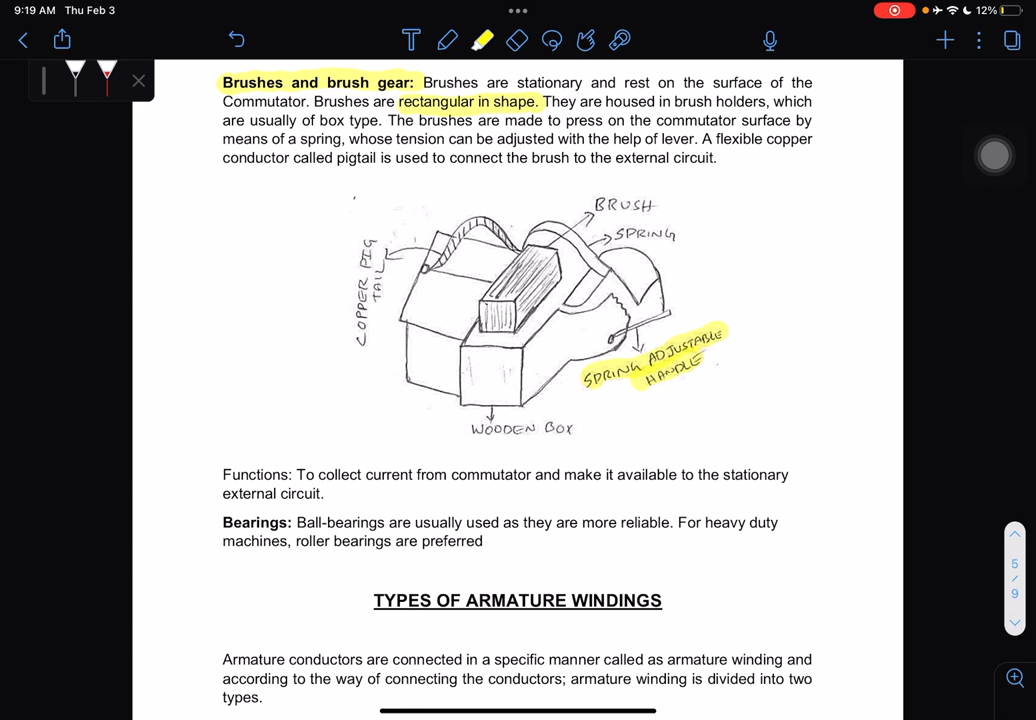 9:19 AM Thu Feb 3
12%
Brushes and brush gear: Brushes are stationary and rest on the surface of the
Commutator. Brushes are rectangular in shape. They are housed in brush holders, which
are usually of box type. The brushes are made to press on the commutator surface by
means of a spring, whose tension can be adjusted with the help of lever. A flexible copper
conductor called pigtail is used to connect the brush to the external circuit.
BRUSH
SPRING
COPPER PIG
TAIL
SPRING ADJUSTABLE
HANDLE
WOODEN BOX
Functions: To collect current from commutator and make it available to the stationary
external circuit.
Bearings: Ball-bearings are usually used as they are more reliable. For heavy duty
machines, roller bearings are preferred
5
/
9
TYPES OF ARMATURE WINDINGS
Armature conductors are connected in a specific manner called as armature winding and
according to the way of connecting the conductors; armature winding is divided into two
types.